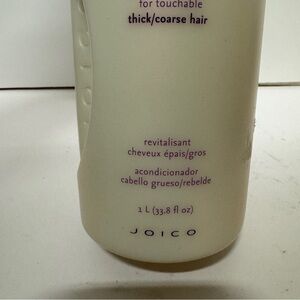 for touchable
thick/coarse hair
revitalisant
cheveux épais/gros
acondicionador
cabello grueso/rebelde
1 L (33.8 fl oz)
JOICO